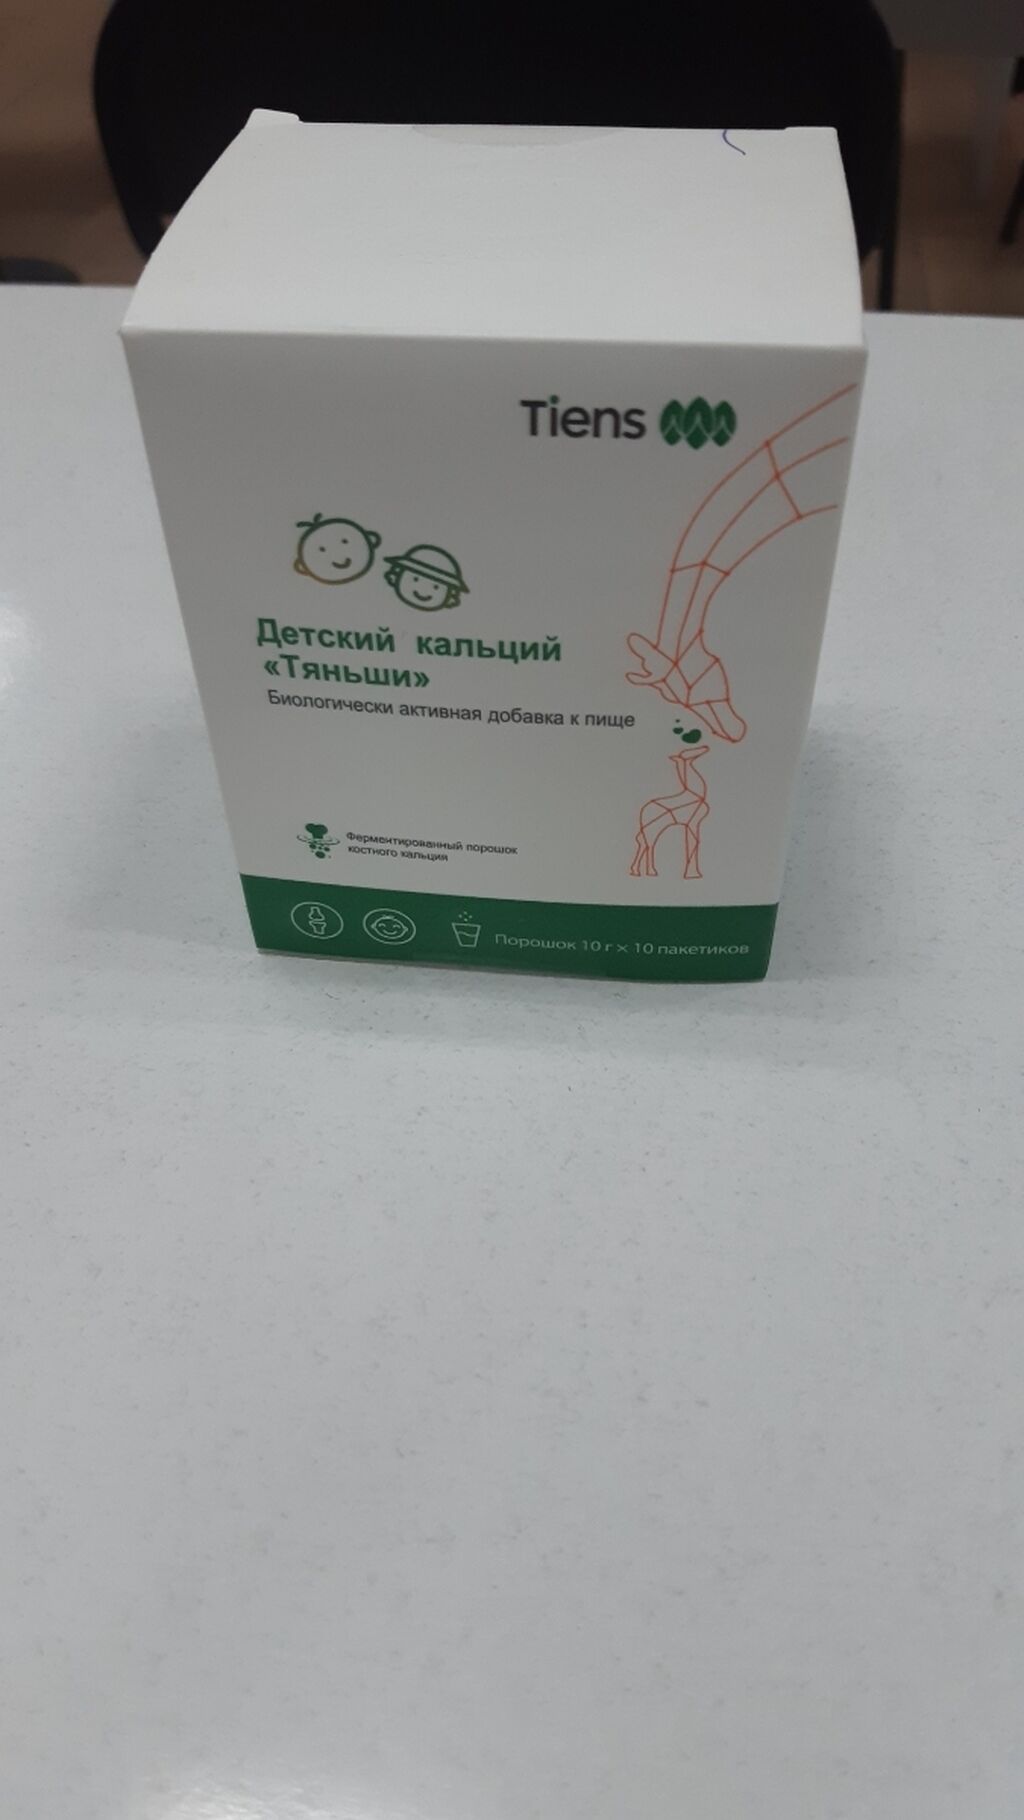 Tiens
Детский кальций
«Тяньши»
Биологически активная добавка к пище
Ферментированный порошок
костного кальция
Порошок 10 г × 10 пакетиков